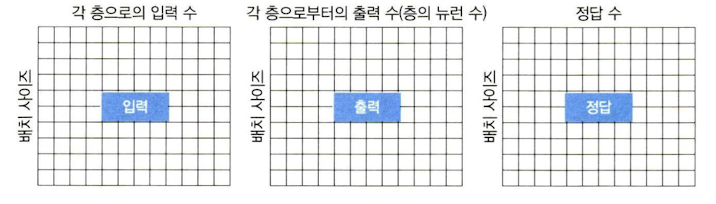 각 층으로의 입력 수
배치 사이즈
입력
각 층으로부터의 출력 수(층의 뉴런 수)
배치 사이즈
출력
정답 수
배치 사이즈
정답